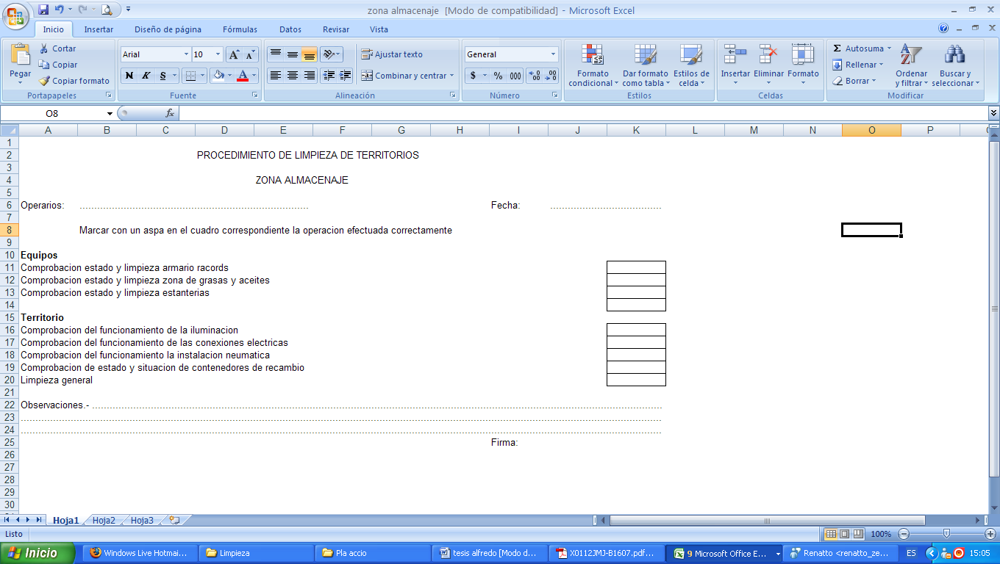 zona almacenaje [Modo de compatibilidad] - Microsoft Excel
Inicio Insertar Diseño de página Fórmulas Datos Revisar Vista
Pegar
Cortar
Copiar
Copiar formato
Portapapeles
Arial 10
N K S
Fuente
Ajustar texto
Combinar y centrar
Alineación
General
$ % 000
Número
Formato condicional
Dar formato como tabla
Estilos de celda
Estilos
Insertar Eliminar Formato
Celdas
Autosuma
Rellenar
Borrar
Ordenar y filtrar
Buscar y seleccionar
Modificar
O8 fx
A B C D E F G H I J K L M N O P
1
2 PROCEDIMIENTO DE LIMPIEZA DE TERRITORIOS
3
4 ZONA ALMACENAJE
5
6 Operarios: Fecha:
7
8 Marcar con un aspa en el cuadro correspondiente la operacion efectuada correctamente
9
10 Equipos
11 Comprobacion estado y limpieza armario racords
12 Comprobacion estado y limpieza zona de grasas y aceites
13 Comprobacion estado y limpieza estanterias
14
15 Territorio
16 Comprobacion del funcionamiento de la iluminacion
17 Comprobacion del funcionamiento de las conexiones electricas
18 Comprobacion del funcionamiento la instalacion neumatica
19 Comprobacion de estado y situacion de contenedores de recambio
20 Limpieza general
21
22 Observaciones.-
23
24
25 Firma:
26
27
28
29
30
Hoja1 Hoja2 Hoja3
Listo 100%
Inicio Windows Live Hotmai... Limpieza Pla accio tesis alfredo [Modo d... X0112JMJ-B1607.pdf... 9 Microsoft Office E... Renatto <renatto_ze... ES 15:05